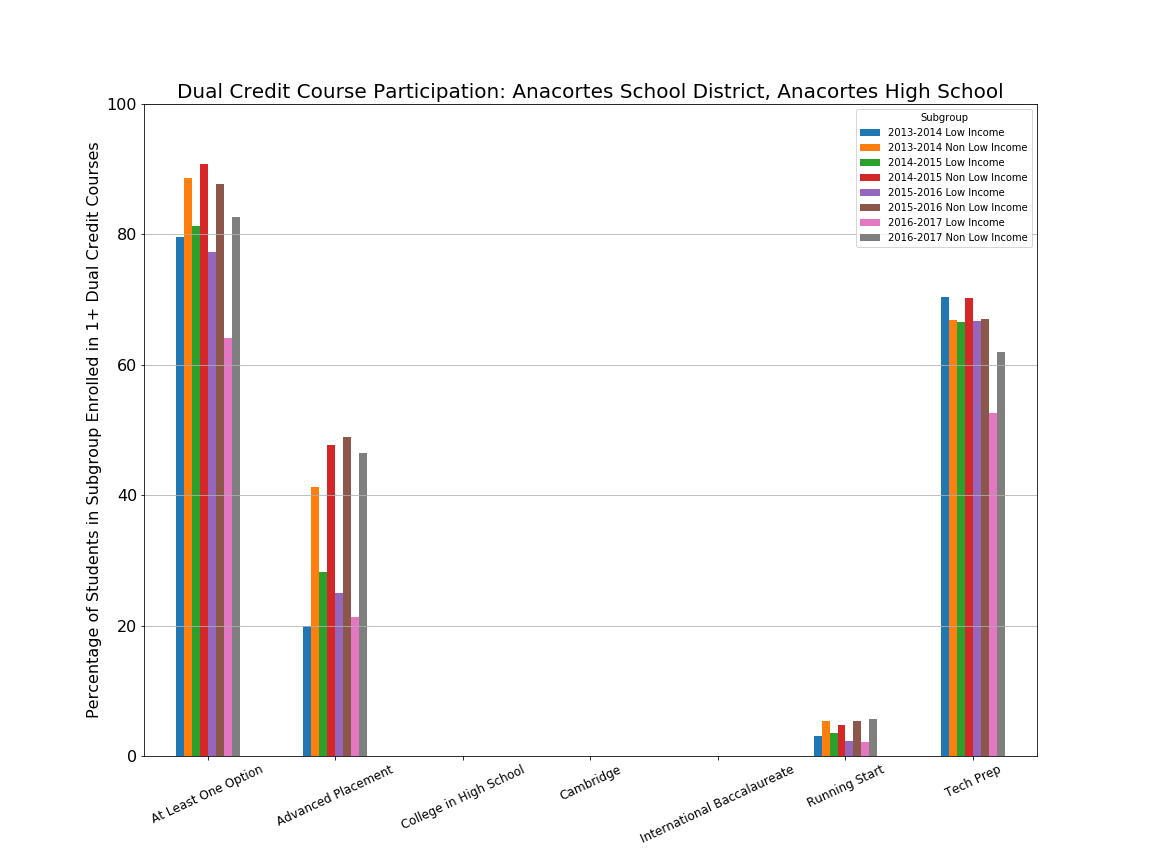 Dual Credit Course Participation: Anacortes School District, Anacortes High School
Percentage of Students in Subgroup Enrolled in 1+ Dual Credit Courses
100
80
60
40
20
0
Subgroup
2013-2014 Low Income
2013-2014 Non Low Income
2014-2015 Low Income
2014-2015 Non Low Income
2015-2016 Low Income
2015-2016 Non Low Income
2016-2017 Low Income
2016-2017 Non Low Income
At Least One Option
Advanced Placement
College in High School
Cambridge
International Baccalaureate
Running Start
Tech Prep